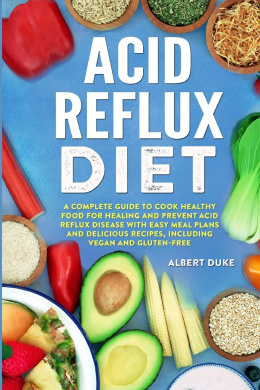 ACID
REFLUX
DIET
A COMPLETE GUIDE TO COOK HEALTHY
FOOD FOR HEALING AND PREVENT ACID
REFLUX DISEASE WITH EASY MEAL PLANS
AND DELICIOUS RECIPES, INCLUDING
VEGAN AND GLUTEN-FREE
ALBERT DUKE